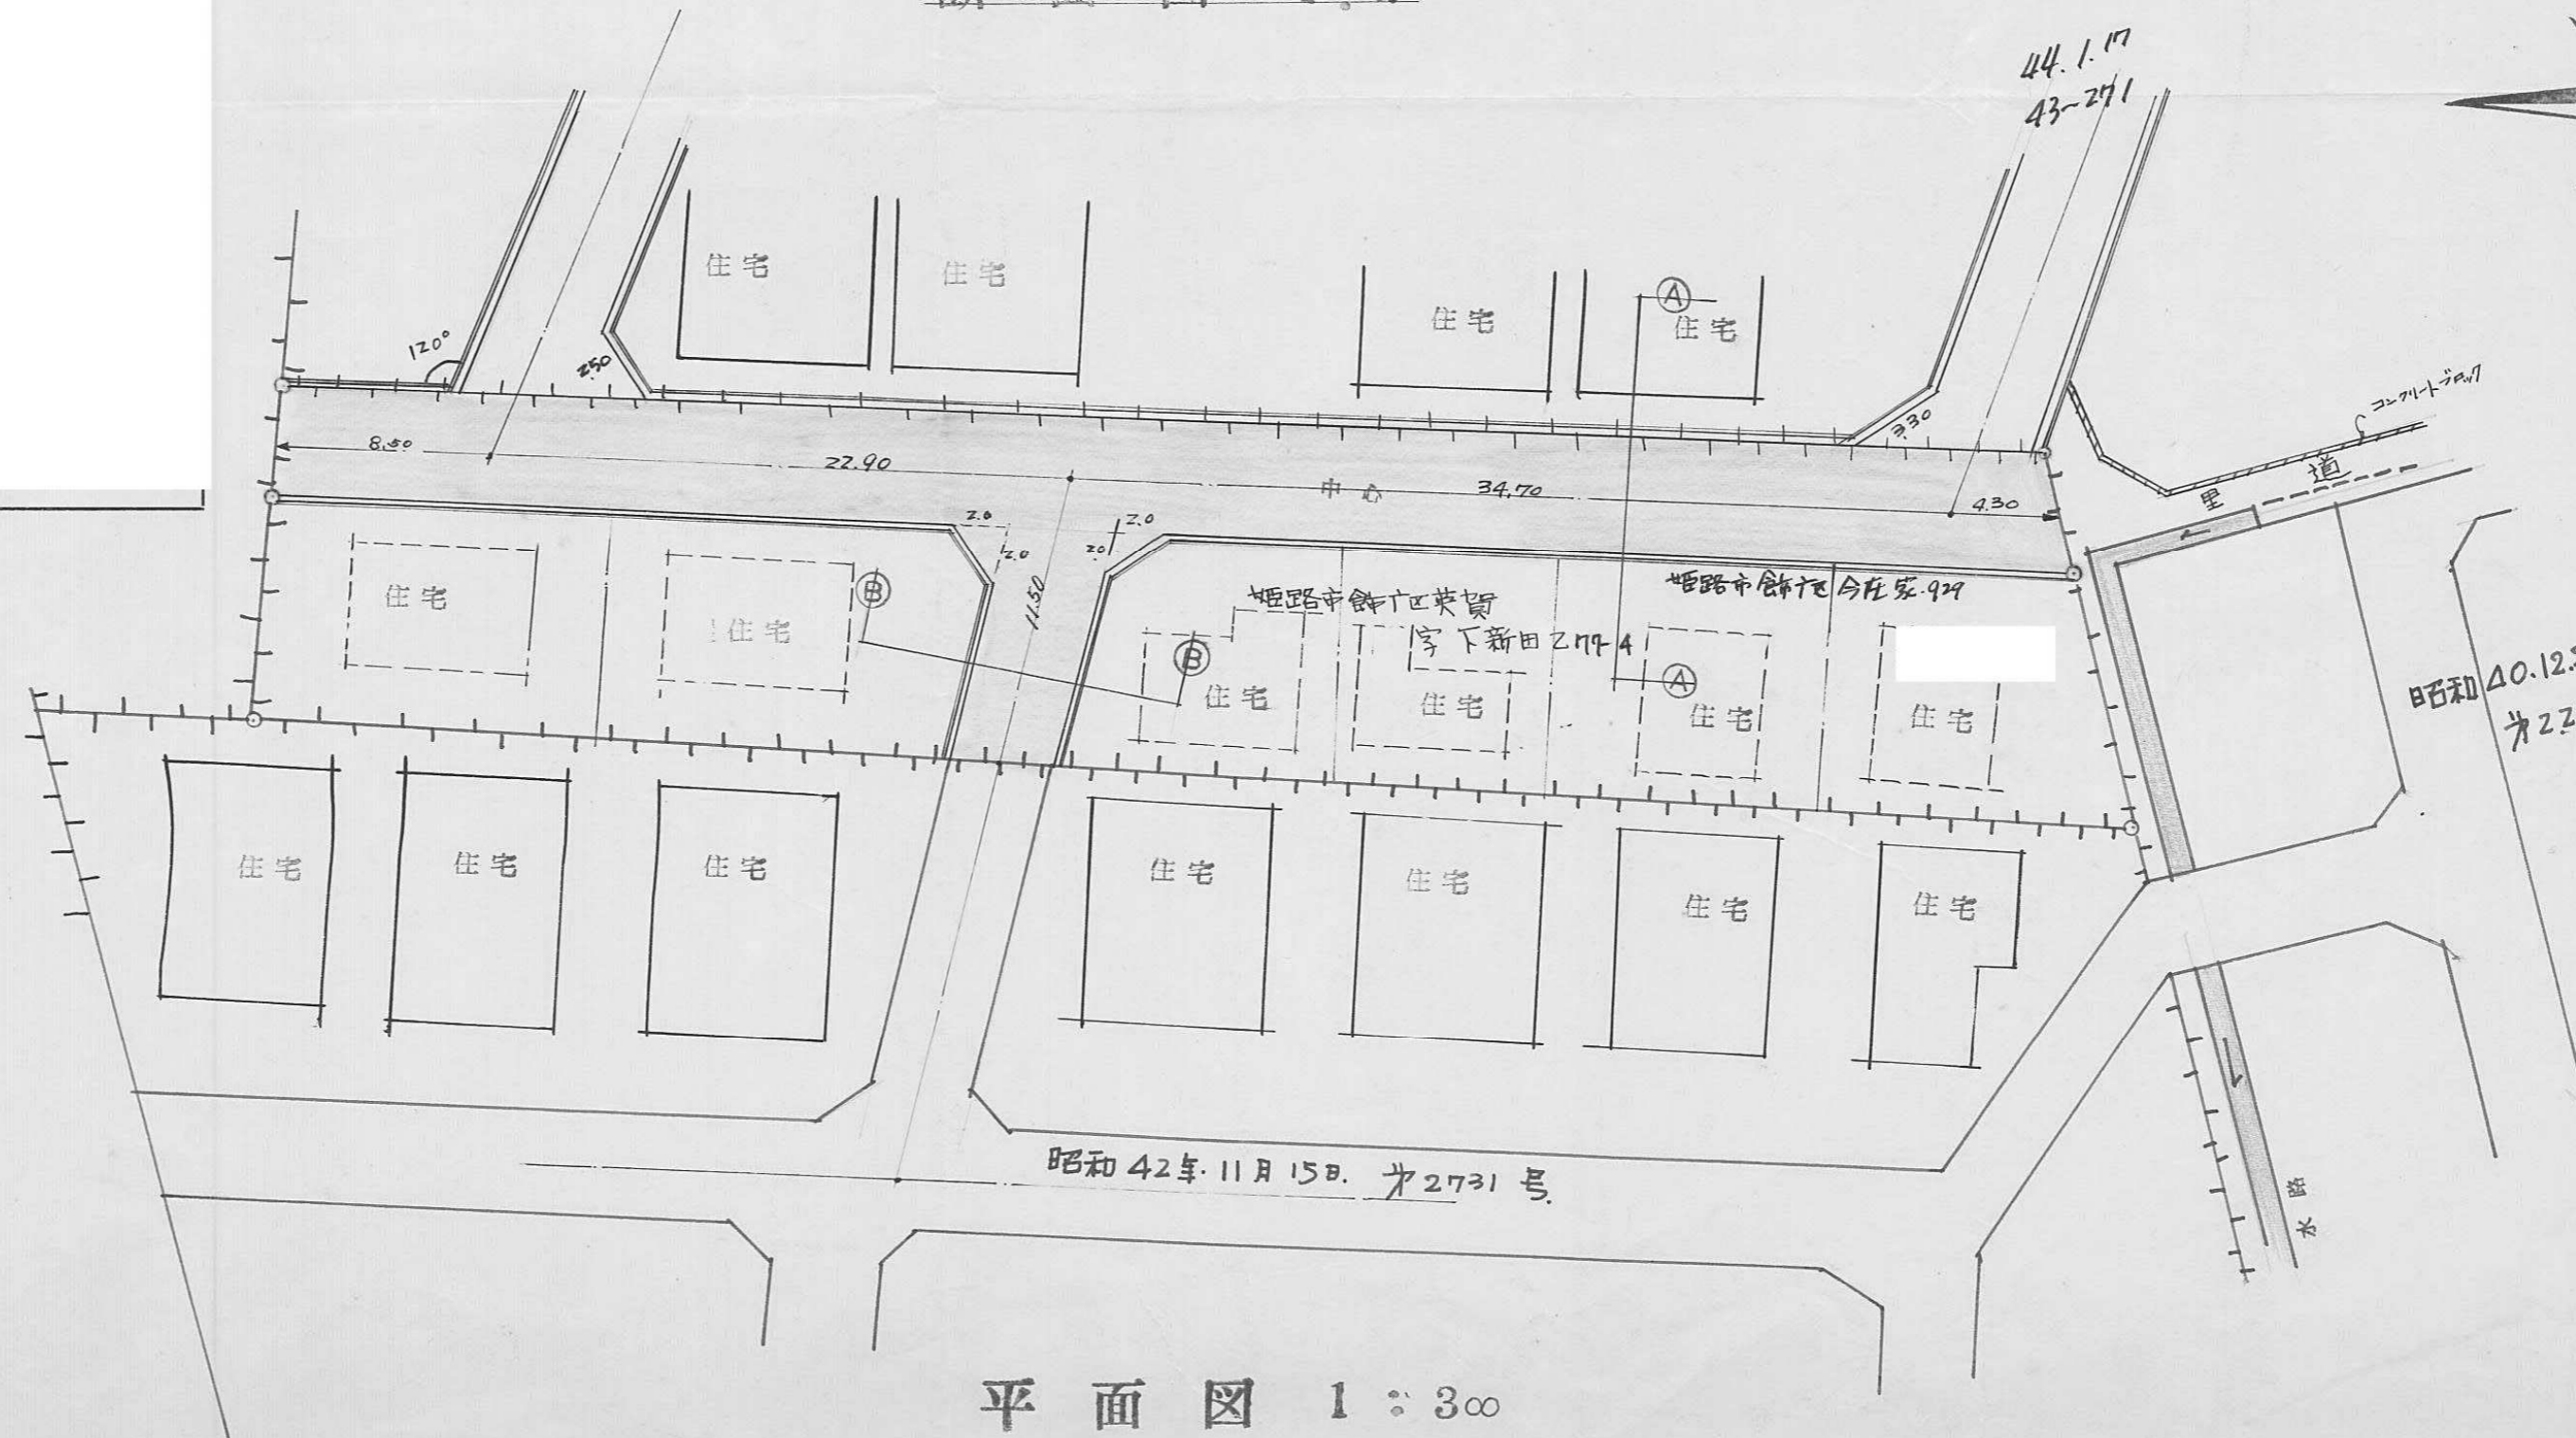 44.1.17
43~271
住宅
住宅
住宅
Ⓐ
住宅
120°
2.50
3.30
コンクリートブロック
里道
8.50
22.90
中心
34.70
4.30
2.0
2.0
2.0
2.0
11.50
住宅
住宅
Ⓑ
Ⓑ
姫路市飾磨区英賀
字下新田乙77-4
姫路市飾磨区今在家.929
住宅
住宅
Ⓐ
住宅
住宅
昭和40.12.
才22
住宅
住宅
住宅
住宅
住宅
住宅
住宅
昭和42年.11月15日. 才2731号.
水路
平面図 1:300